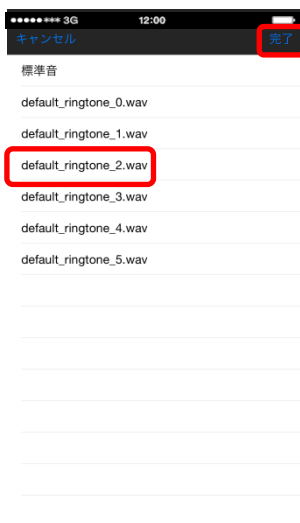 ●●●●●*** 3G 12:00
キャンセル 完了
標準音
default_ringtone_0.wav
default_ringtone_1.wav
default_ringtone_2.wav
default_ringtone_3.wav
default_ringtone_4.wav
default_ringtone_5.wav